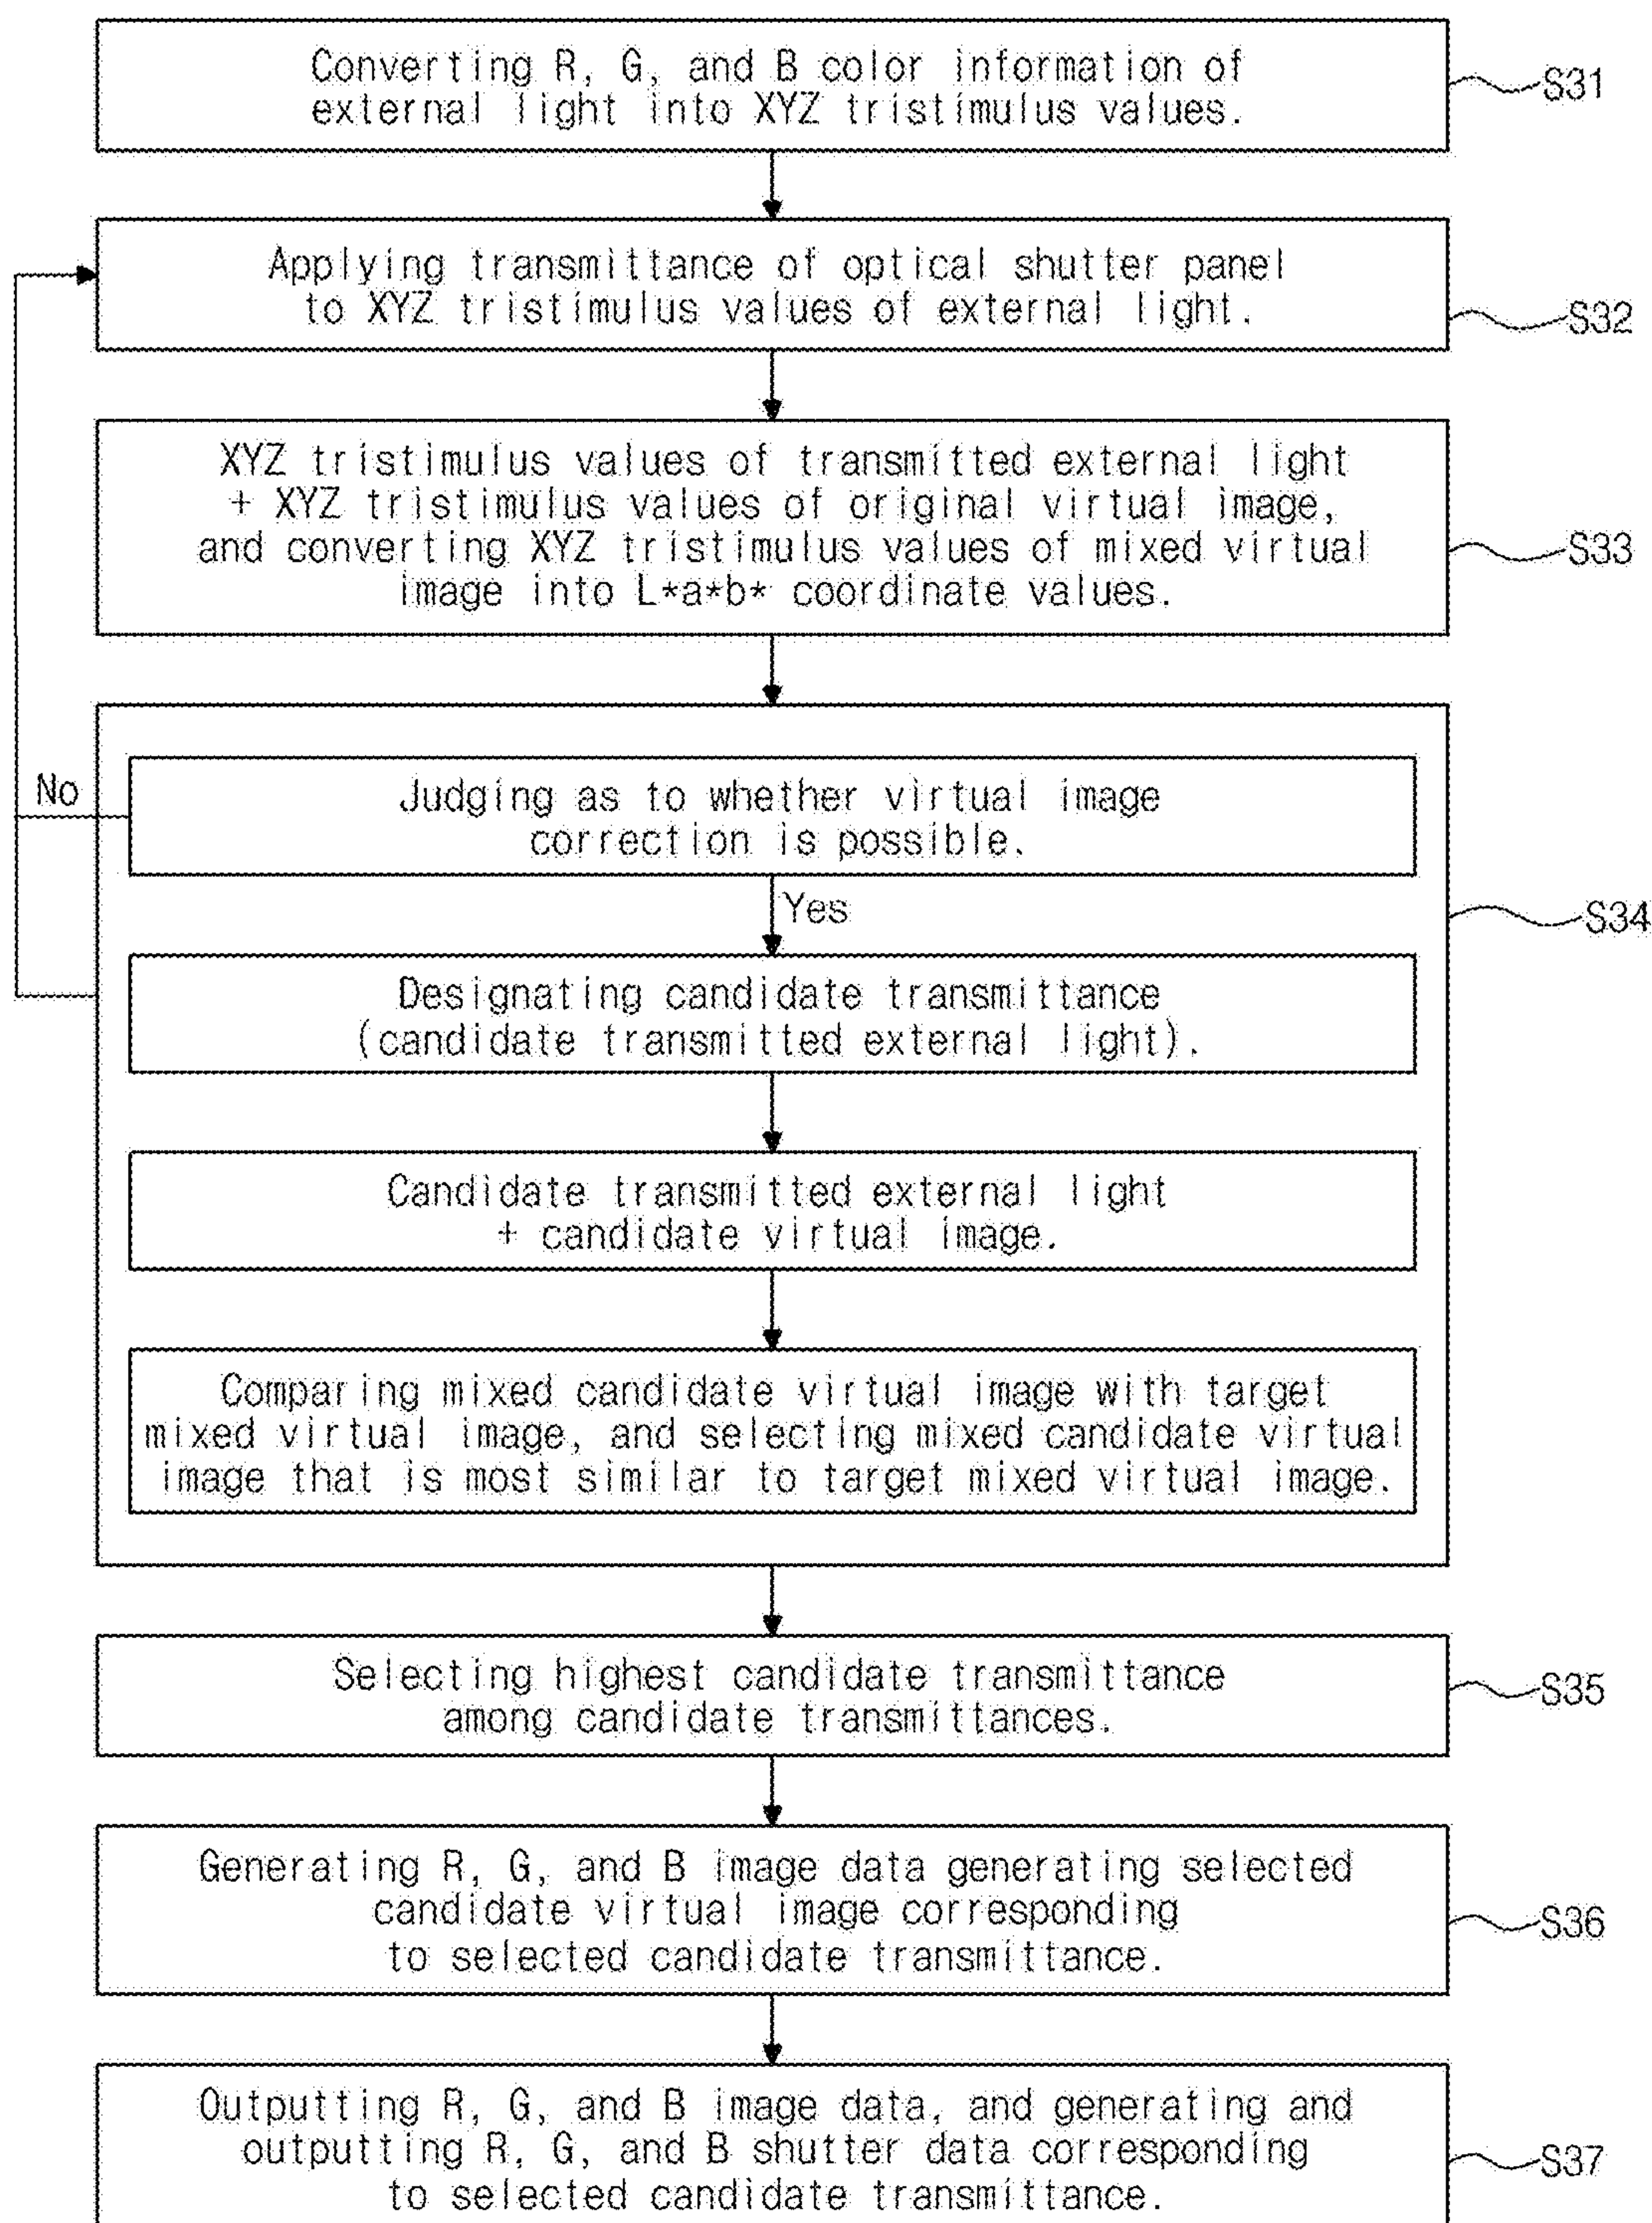 Converting R, G, and B color information of
external light into XYZ tristimulus values.
S31
Applying transmittance of optical shutter panel
to XYZ tristimulus values of external light.
S32
XYZ tristimulus values of transmitted external light
+ XYZ tristimulus values of original virtual image,
and converting XYZ tristimulus values of mixed virtual
image into L*a*b* coordinate values.
S33
No
Judging as to whether virtual image
correction is possible.
Yes
S34
Designating candidate transmittance
(candidate transmitted external light).
Candidate transmitted external light
+ candidate virtual image.
Comparing mixed candidate virtual image with target
mixed virtual image, and selecting mixed candidate virtual
image that is most similar to target mixed virtual image.
Selecting highest candidate transmittance
among candidate transmittances.
S35
Generating R, G, and B image data generating selected
candidate virtual image corresponding
to selected candidate transmittance.
S36
Outputting R, G, and B image data, and generating and
outputting R, G, and B shutter data corresponding
to selected candidate transmittance.
S37